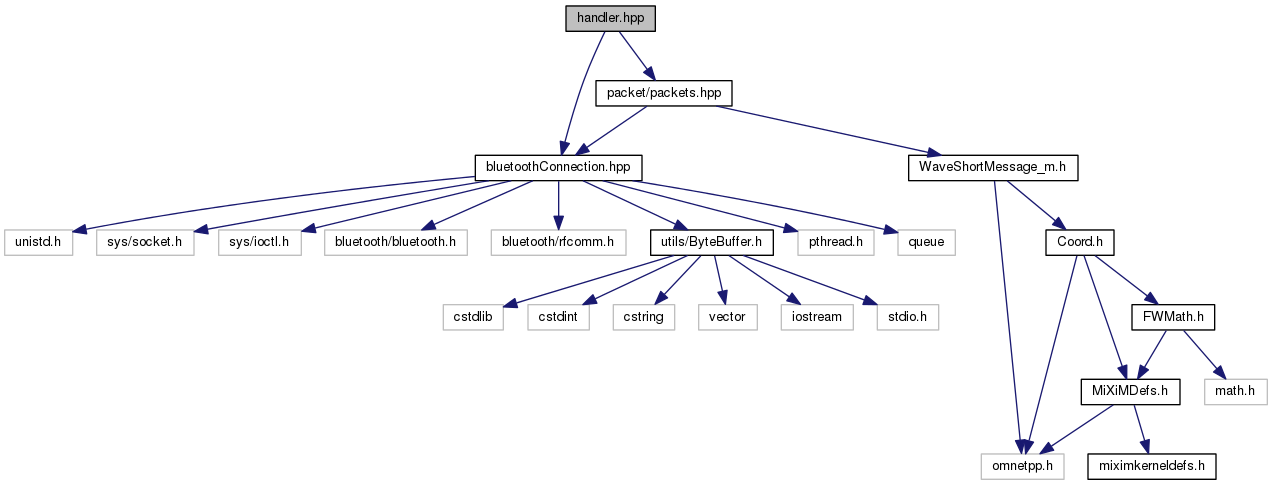 handler.hpp
packet/packets.hpp
bluetoothConnection.hpp
WaveShortMessage_m.h
unistd.h
sys/socket.h
sys/ioctl.h
bluetooth/bluetooth.h
bluetooth/rfcomm.h
utils/ByteBuffer.h
pthread.h
queue
Coord.h
cstdlib
cstdint
cstring
vector
iostream
stdio.h
FWMath.h
MiXiMDefs.h
math.h
omnetpp.h
miximkerneldefs.h